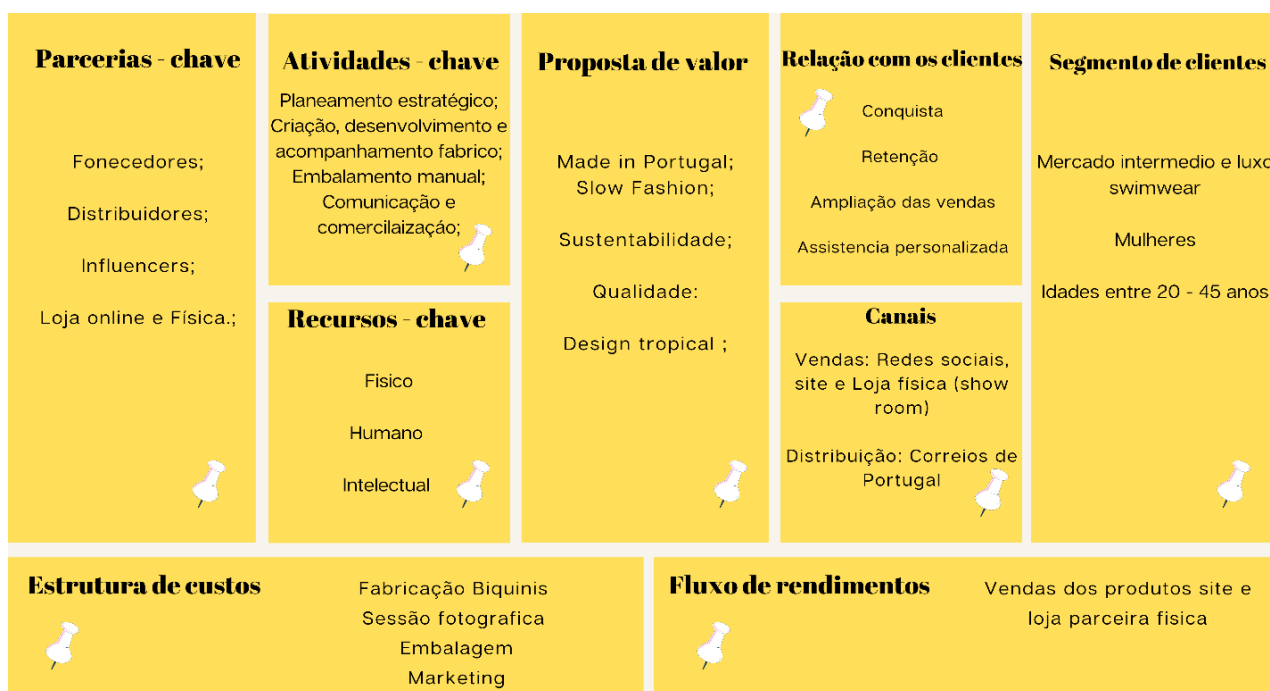 Parcerias - chave
Fonecedores;
Distribuidores;
Influencers;
Loja online e Física.;
Atividades - chave
Planeamento estratégico;
Criação, desenvolvimento e
acompanhamento fabrico;
Embalamento manual;
Comunicação e
comercilaização;
Recursos - chave
Fisico
Humano
Intelectual
Proposta de valor
Made in Portugal;
Slow Fashion;
Sustentabilidade;
Qualidade:
Design tropical ;
Relação com os clientes
Conquista
Retenção
Ampliação das vendas
Assistencia personalizada
Canais
Vendas: Redes sociais,
site e Loja física (show
room)
Distribuição: Correios de
Portugal
Segmento de clientes
Mercado intermedio e luxo
swimwear
Mulheres
Idades entre 20 - 45 anos
Estrutura de custos
Fabricação Biquinis
Sessão fotografica
Embalagem
Marketing
Fluxo de rendimentos
Vendas dos produtos site e
loja parceira fisica